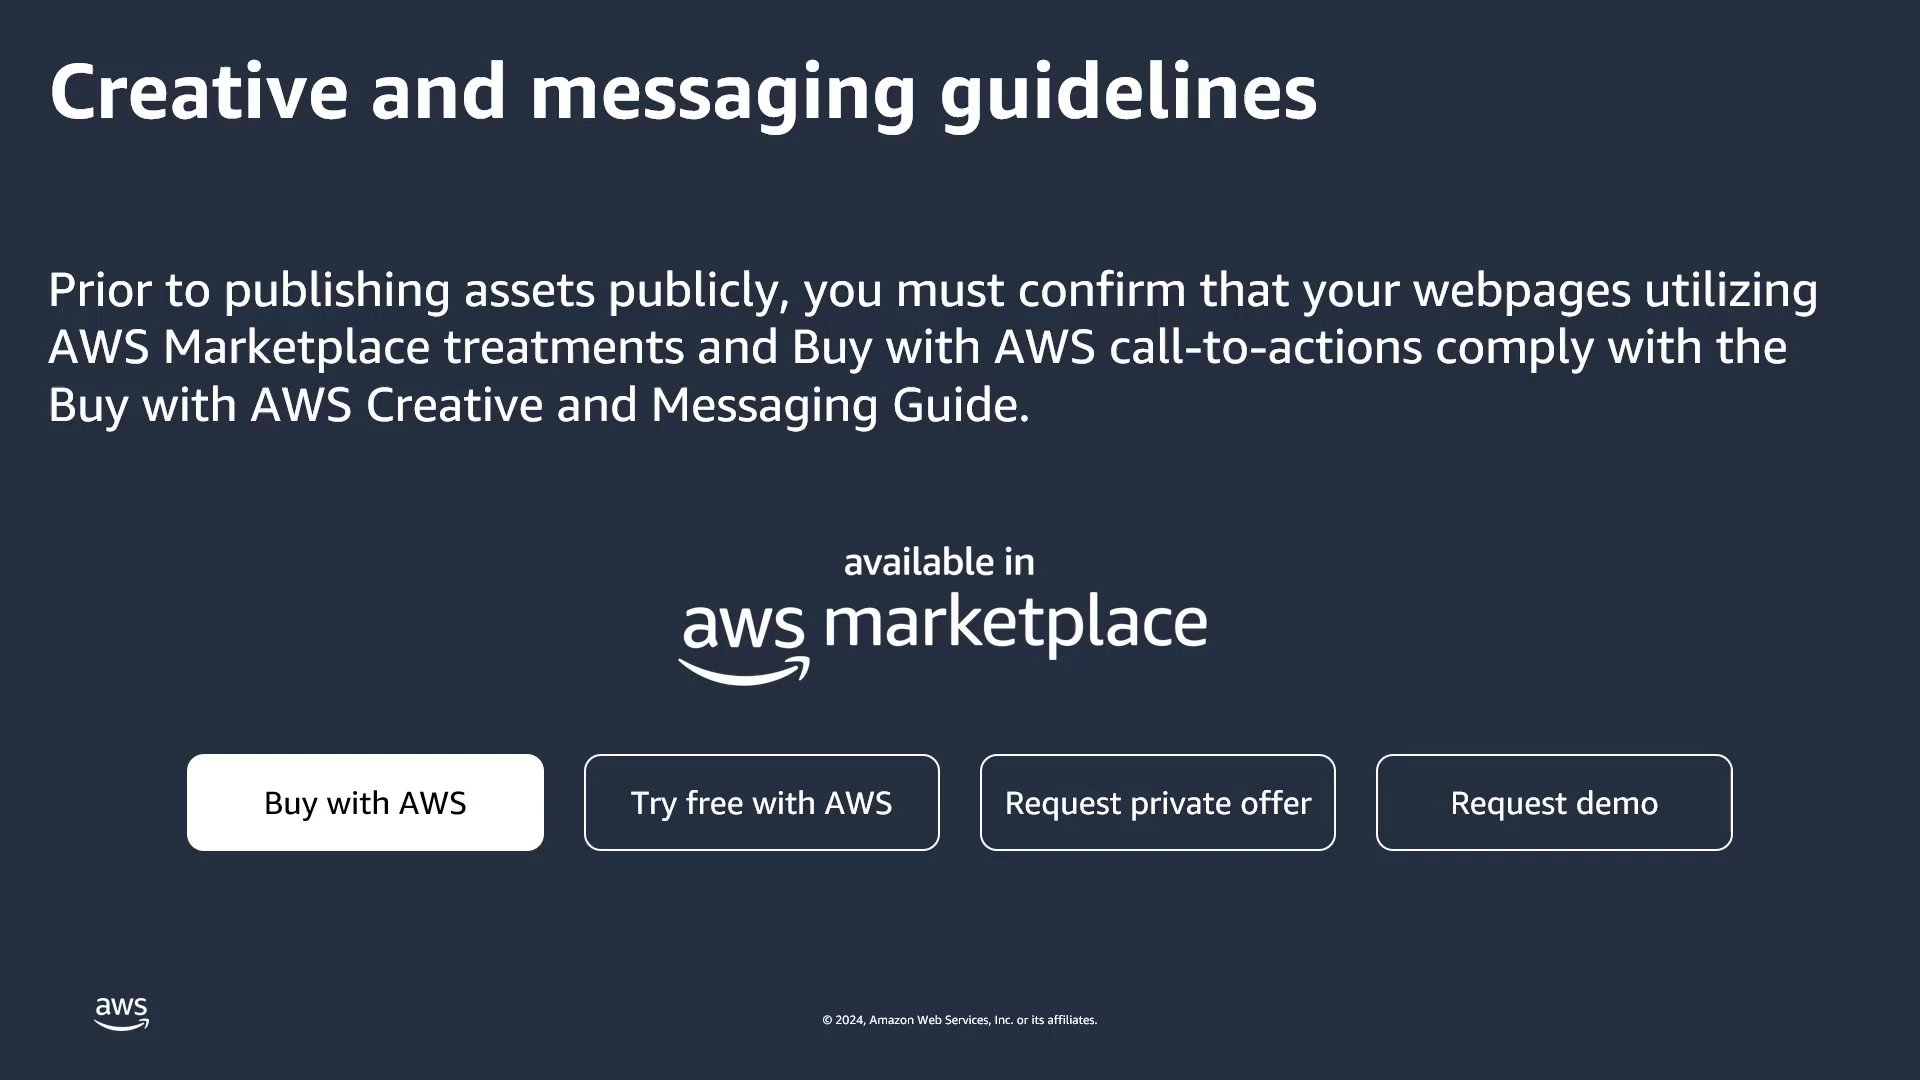 Creative and messaging guidelines
Prior to publishing assets publicly, you must confirm that your webpages utilizing
AWS Marketplace treatments and Buy with AWS call-to-actions comply with the
Buy with AWS Creative and Messaging Guide.
available in
aws marketplace
Buy with AWS
Try free with AWS
Request private offer
Request demo
aws
© 2024, Amazon Web Services, Inc. or its affiliates.